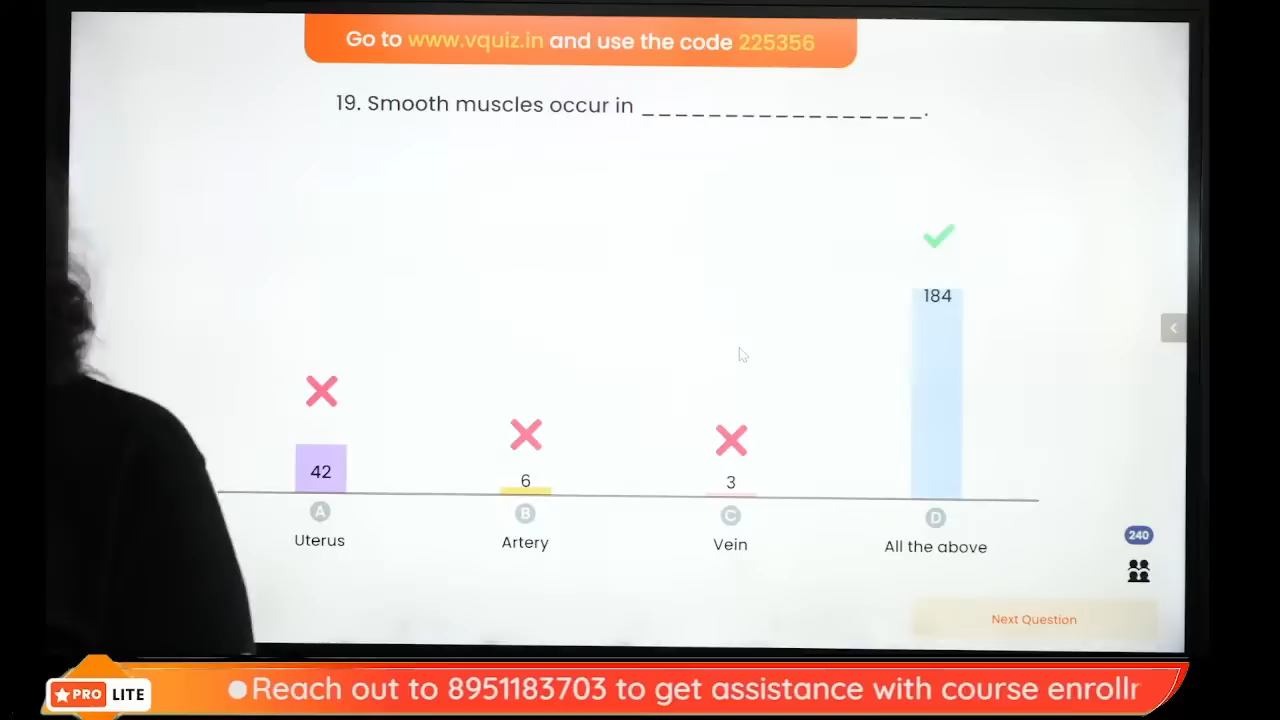 Go to www.vquiz.in and use the code 225356
19. Smooth muscles occur in _________________.
184
42
6
3
A
B
C
D
Uterus
Artery
Vein
All the above
240
Next Question
PRO LITE
Reach out to 8951183703 to get assistance with course enrollr